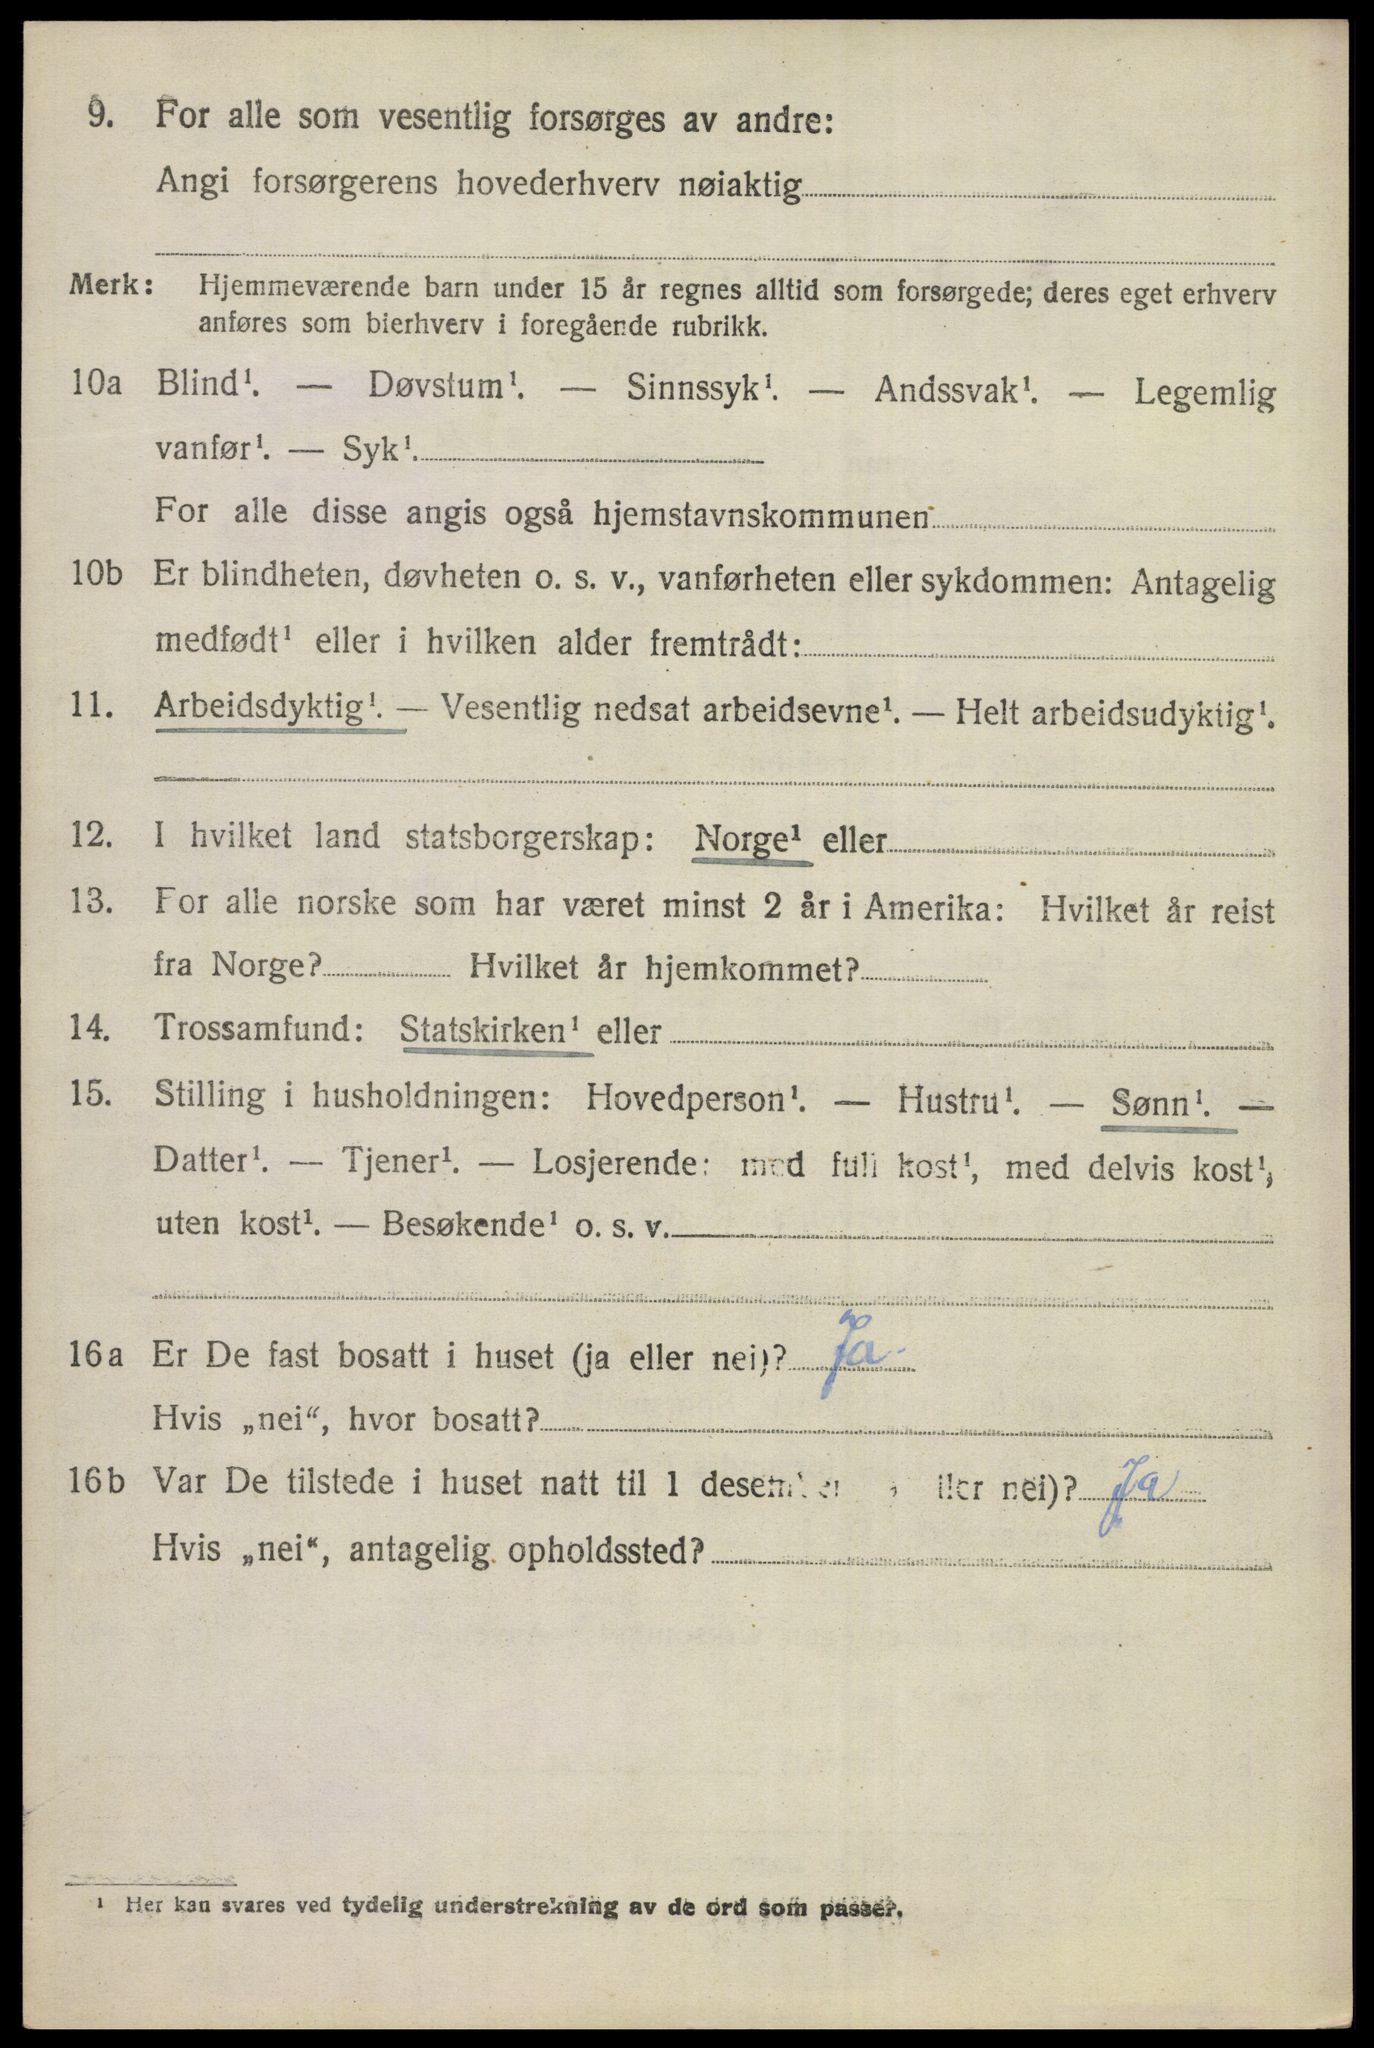 9. For alle som vesentlig forsørges av andre:
Angi forsørgerens hovederhverv nøiaktig
Merk: Hjemmeværende barn under 15 år regnes alltid som forsørgede; deres eget erhverv
anføres som bierhverv i foregående rubrikk.
10a Blind¹. — Døvstum¹. — Sinnssyk¹. — Andssvak¹. — Legemlig
vanfør¹. — Syk¹.
For alle disse angis også hjemstavnskommunen
10b Er blindheten, døvheten o. s. v., vanførheten eller sykdommen: Antagelig
medfødt¹ eller i hvilken alder fremtrådt:
11. Arbeidsdyktig¹. — Vesentlig nedsat arbeidsevne¹. — Helt arbeidsudyktig¹.
12. I hvilket land statsborgerskap: Norge¹ eller
13. For alle norske som har været minst 2 år i Amerika: Hvilket år reist
fra Norge? Hvilket år hjemkommet?
14. Trossamfund: Statskirken¹ eller
15. Stilling i husholdningen: Hovedperson¹. — Hustru¹. — Sønn¹. —
Datter¹. — Tjener¹. — Losjerende: med full kost¹, med delvis kost¹,
uten kost¹. — Besøkende¹ o. s. v.
16a Er De fast bosatt i huset (ja eller nei)? Ja
Hvis „nei“, hvor bosatt?
16b Var De tilstede i huset natt til 1 desember nei)? Ja
Hvis „nei“, antagelig opholdssted?
¹ Her kan svares ved tydelig understrekning av de ord som passer.